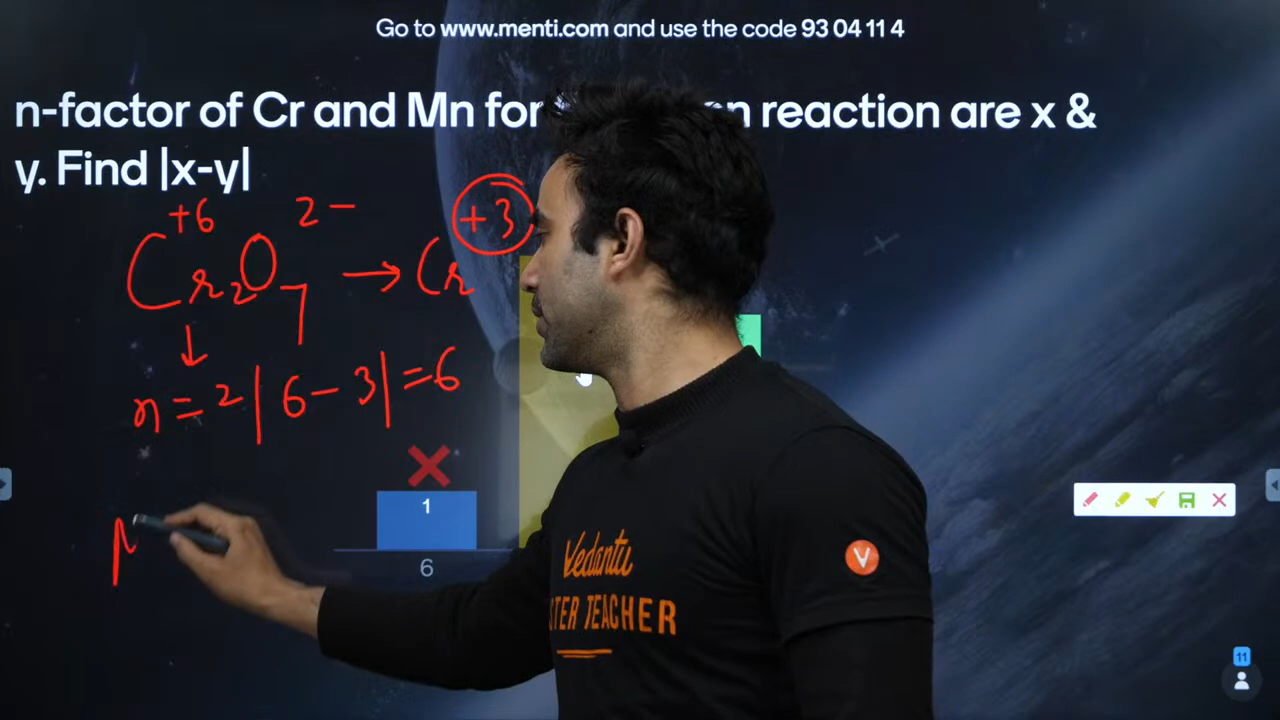 Go to www.menti.com and use the code 93 04 11 4
n-factor of Cr and Mn for reaction are x &
y. Find |x-y|
+6 2-
Cr₂O₇ → Cr +3
↓
n = 2|6-3| = 6
1
6
Vedantu
TEACHER
V
11